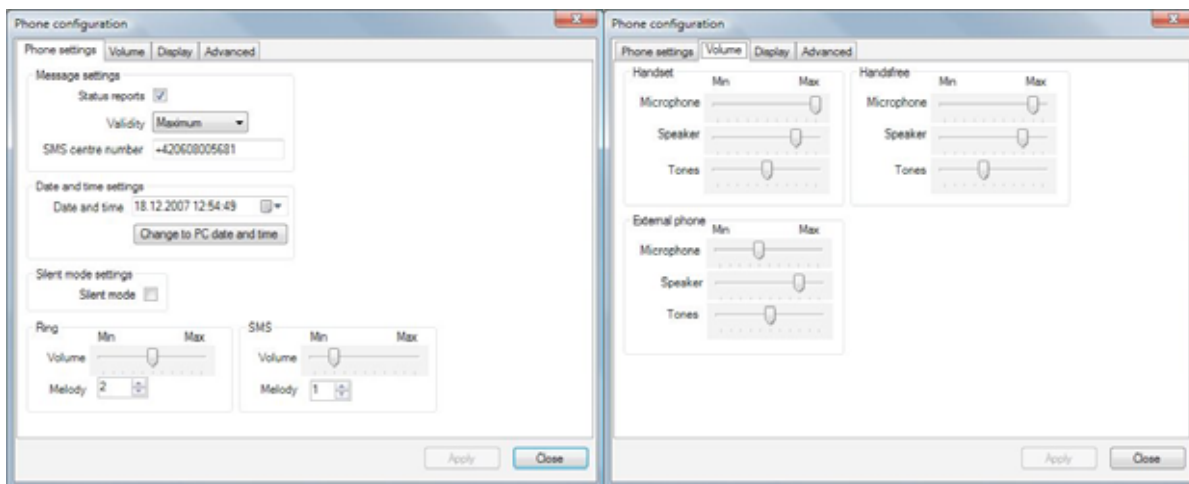 Phone configuration
Phone settings Volume Display Advanced
Message settings
Status reports
Validity Maximum
SMS centre number +420608005681
Date and time settings
Date and time 18.12.2007 12:54:49
Change to PC date and time
Silent mode settings
Silent mode
Ring
Min Max
Volume
Melody 2
SMS
Min Max
Volume
Melody 1
Apply Close
Phone configuration
Phone settings Volume Display Advanced
Handset
Min Max
Microphone
Speaker
Tones
Handsfree
Min Max
Microphone
Speaker
Tones
External phone
Min Max
Microphone
Speaker
Tones
Apply Close